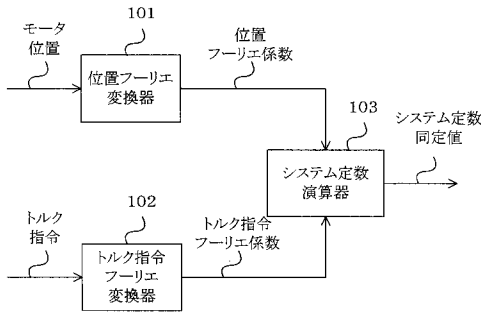 101
モータ
位置
位置フーリエ
変換器
位置
フーリエ係数
103
システム定数
同定値
システム定数
演算器
トルク
指令
102
トルク指令
フーリエ
変換器
トルク指令
フーリエ係数